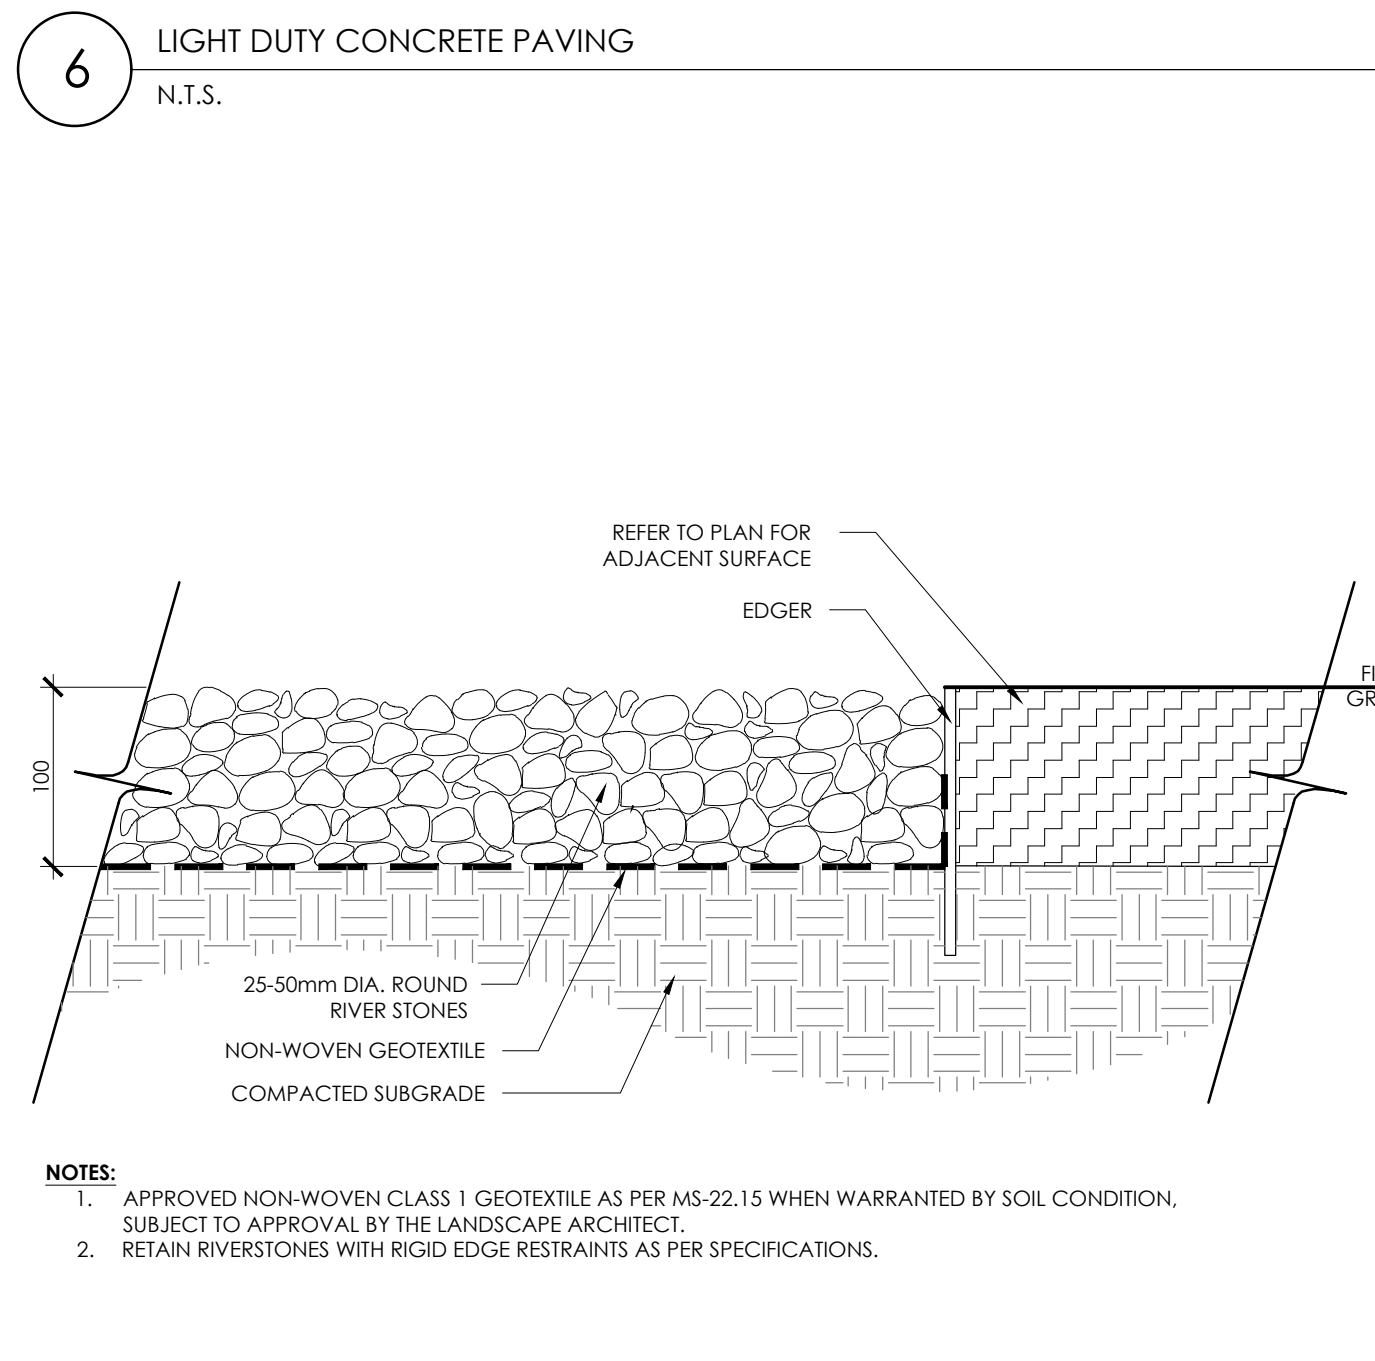 6
LIGHT DUTY CONCRETE PAVING
N.T.S.
REFER TO PLAN FOR
ADJACENT SURFACE
EDGER
100
25-50mm DIA. ROUND
RIVER STONES
NON-WOVEN GEOTEXTILE
COMPACTED SUBGRADE
NOTES:
1. APPROVED NON-WOVEN CLASS 1 GEOTEXTILE AS PER MS-22.15 WHEN WARRANTED BY SOIL CONDITION,
SUBJECT TO APPROVAL BY THE LANDSCAPE ARCHITECT.
2. RETAIN RIVERSTONES WITH RIGID EDGE RESTRAINTS AS PER SPECIFICATIONS.